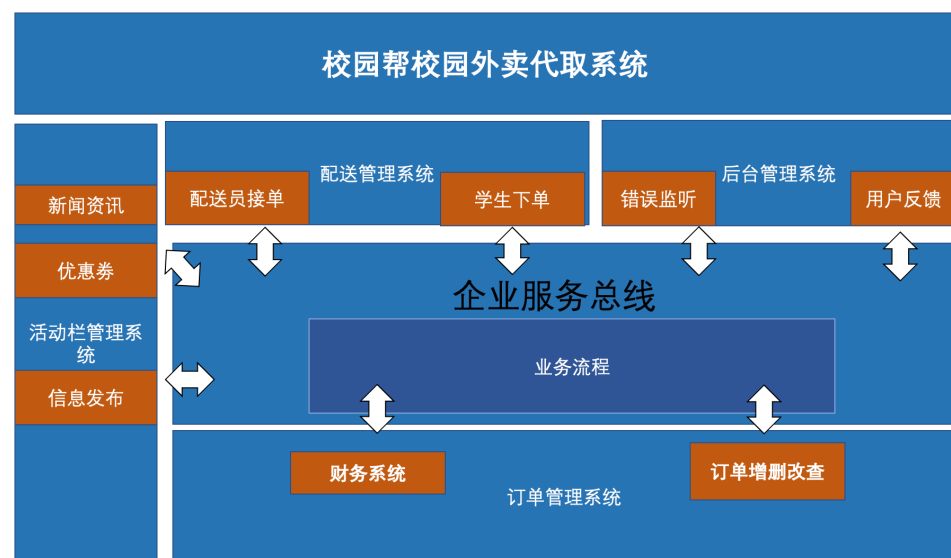 校园帮校园外卖代取系统
配送管理系统
配送员接单
学生下单
后台管理系统
错误监听
用户反馈
新闻资讯
优惠券
活动栏管理系
统
信息发布
企业服务总线
业务流程
财务系统
订单增删改查
订单管理系统